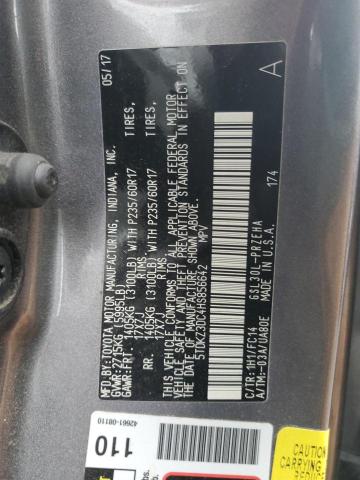 05/17
MFD.BY:TOYOTA MOTOR MANUFACTURING, INDIANA, INC.
GVWR:2715KG (5995LB)
GAWR:FRT. 1405KG (3100LB) WITH P235/60R17 TIRES,
17X7J RIMS.
RR. 1405KG (3100LB) WITH P235/60R17 TIRES,
17X7J RIMS.
THIS VEHICLE CONFORMS TO ALL APPLICABLE FEDERAL MOTOR
VEHICLE SAFETY AND THEFT PREVENTION STANDARDS IN EFFECT ON
THE DATE OF MANUFACTURE SHOWN ABOVE.
5TDKZ3DC4HS856642 MPV
C/TR:1H1/FC14 GSL30L-PRZEHA
A/TM:-03A/UA80E MADE IN U.S.A.
174
A
42661-08110
110
CAUTION
CARRYING
REDUCE
lbs.